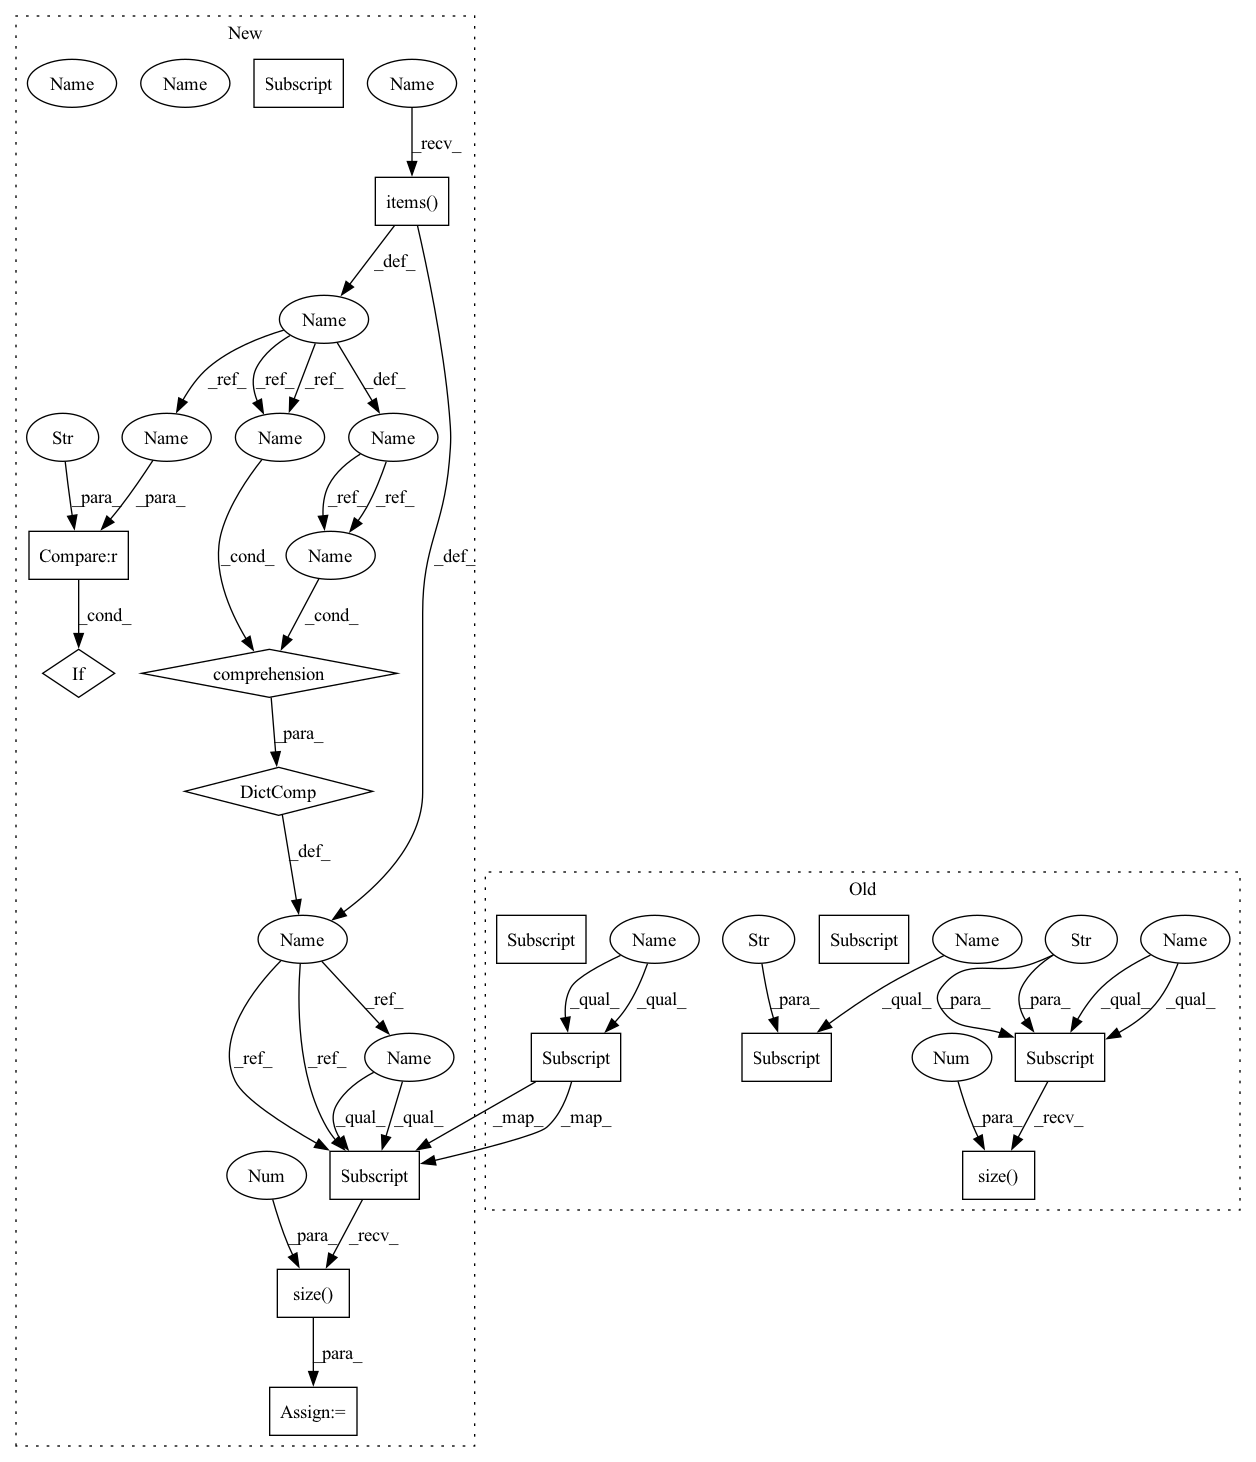 New
Name
Name
Subscript
Name
_recv_
items()
_def_
Name
_ref_
_ref_
_ref_
_def_
Str
Name
Name
Name
_para_
_para_
_ref_
_ref_
Compare:r
Name
_cond_
_def_
_cond_
_cond_
If
comprehension
_para_
DictComp
_def_
Old
Name
Subscript
Name
Str
Subscript
Name
Str
Name
_ref_
_qual_
_qual_
_para_
_qual_
_para_
_para_
_qual_
_qual_
_ref_
_ref_
Name
Subscript
Subscript
Num
Subscript
_qual_
_qual_
_map_
_map_
_para_
_recv_
Num
Subscript
size()
_para_
_recv_
size()
_para_
Assign:=